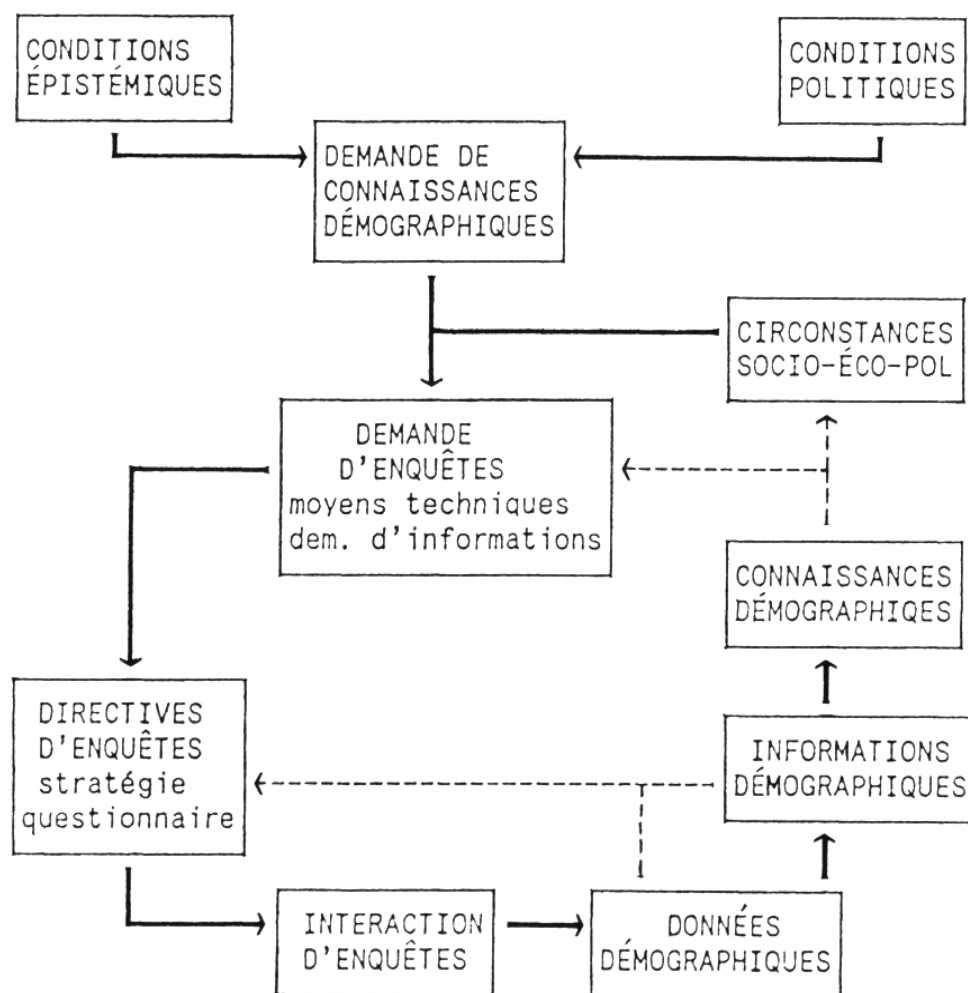 CONDITIONS
ÉPISTÉMIQUES
CONDITIONS
POLITIQUES
DEMANDE DE
CONNAISSANCES
DÉMOGRAPHIQUES
CIRCONSTANCES
SOCIO-ÉCO-POL
DEMANDE
D'ENQUÊTES
moyens techniques
dem. d'informations
CONNAISSANCES
DÉMOGRAPHIQES
DIRECTIVES
D'ENQUÊTES
stratégie
questionnaire
INFORMATIONS
DÉMOGRAPHIQUES
INTERACTION
D'ENQUÊTES
DONNÉES
DÉMOGRAPHIQUES